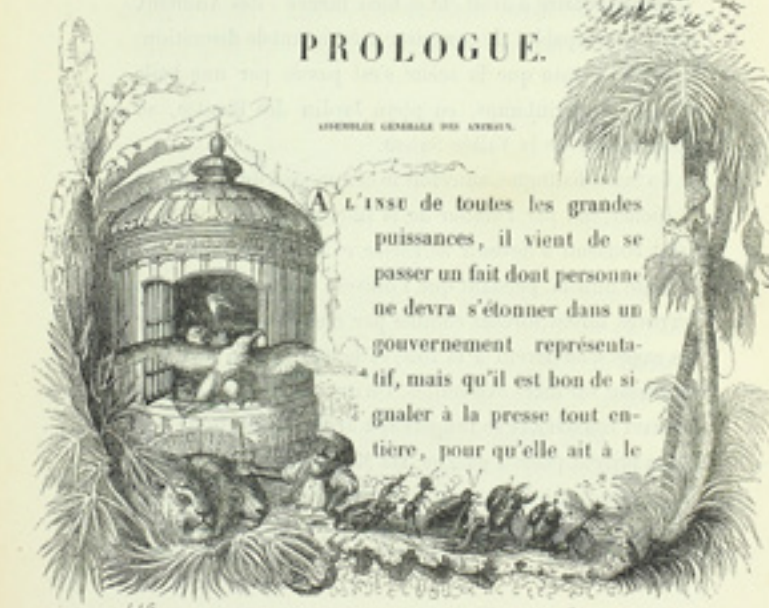 PROLOGUE.
ASSEMBLÉE GÉNÉRALE DES ANIMAUX.
A L'INSU de toutes les grandes
puissances, il vient de se
passer un fait dont personne
ne devra s'étonner dans un
gouvernement représenta-
tif, mais qu'il est bon de si-
gnaler à la presse tout en-
tière, pour qu'elle ait à le